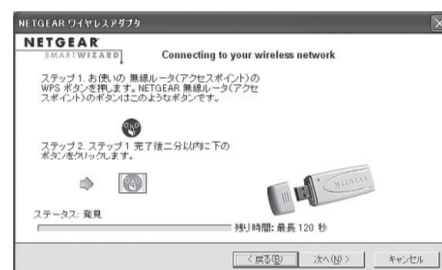 NETGEAR ワイヤレスアダプタ
NETGEAR
SMARTWIZARD
Connecting to your wireless network
ステップ 1. お使いの 無線ルータ(アクセスポイント)の
WPS ボタンを押します。NETGEAR 無線ルータ(アクセ
スポイント)のボタンはこのようなボタンです。
ステップ 2. ステップ 1 完了後二分以内に下の
ボタンをクリックします。
NETGEAR
ステータス: 発見
残り時間: 最長 120 秒
< 戻る(B)
次へ(N) >
キャンセル